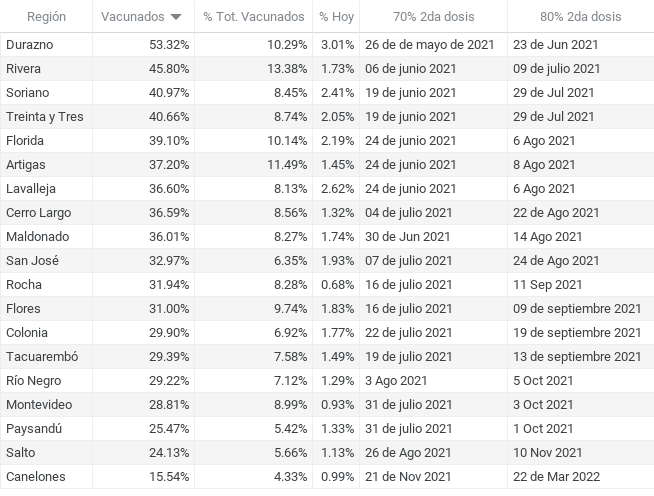 Región Vacunados % Tot. Vacunados % Hoy 70% 2da dosis 80% 2da dosis
Durazno 53.32% 10.29% 3.01% 26 de de mayo de 2021 23 de Jun 2021
Rivera 45.80% 13.38% 1.73% 06 de junio 2021 09 de julio 2021
Soriano 40.97% 8.45% 2.41% 19 de junio 2021 29 de Jul 2021
Treinta y Tres 40.66% 8.74% 2.05% 19 de junio 2021 29 de Jul 2021
Florida 39.10% 10.14% 2.19% 24 de junio 2021 6 Ago 2021
Artigas 37.20% 11.49% 1.45% 24 de junio 2021 8 Ago 2021
Lavalleja 36.60% 8.13% 2.62% 24 de junio 2021 6 Ago 2021
Cerro Largo 36.59% 8.56% 1.32% 04 de julio 2021 22 de Ago 2021
Maldonado 36.01% 8.27% 1.74% 30 de Jun 2021 14 Ago 2021
San José 32.97% 6.35% 1.93% 07 de julio 2021 24 de Ago 2021
Rocha 31.94% 8.28% 0.68% 16 de julio 2021 11 Sep 2021
Flores 31.00% 9.74% 1.83% 16 de julio 2021 09 de septiembre 2021
Colonia 29.90% 6.92% 1.77% 22 de julio 2021 19 de septiembre 2021
Tacuarembó 29.39% 7.58% 1.49% 19 de julio 2021 13 de septiembre 2021
Río Negro 29.22% 7.12% 1.29% 3 Ago 2021 5 Oct 2021
Montevideo 28.81% 8.99% 0.93% 31 de julio 2021 3 Oct 2021
Paysandú 25.47% 5.42% 1.33% 31 de julio 2021 1 Oct 2021
Salto 24.13% 5.66% 1.13% 26 de Ago 2021 10 Nov 2021
Canelones 15.54% 4.33% 0.99% 21 de Nov 2021 22 de Mar 2022